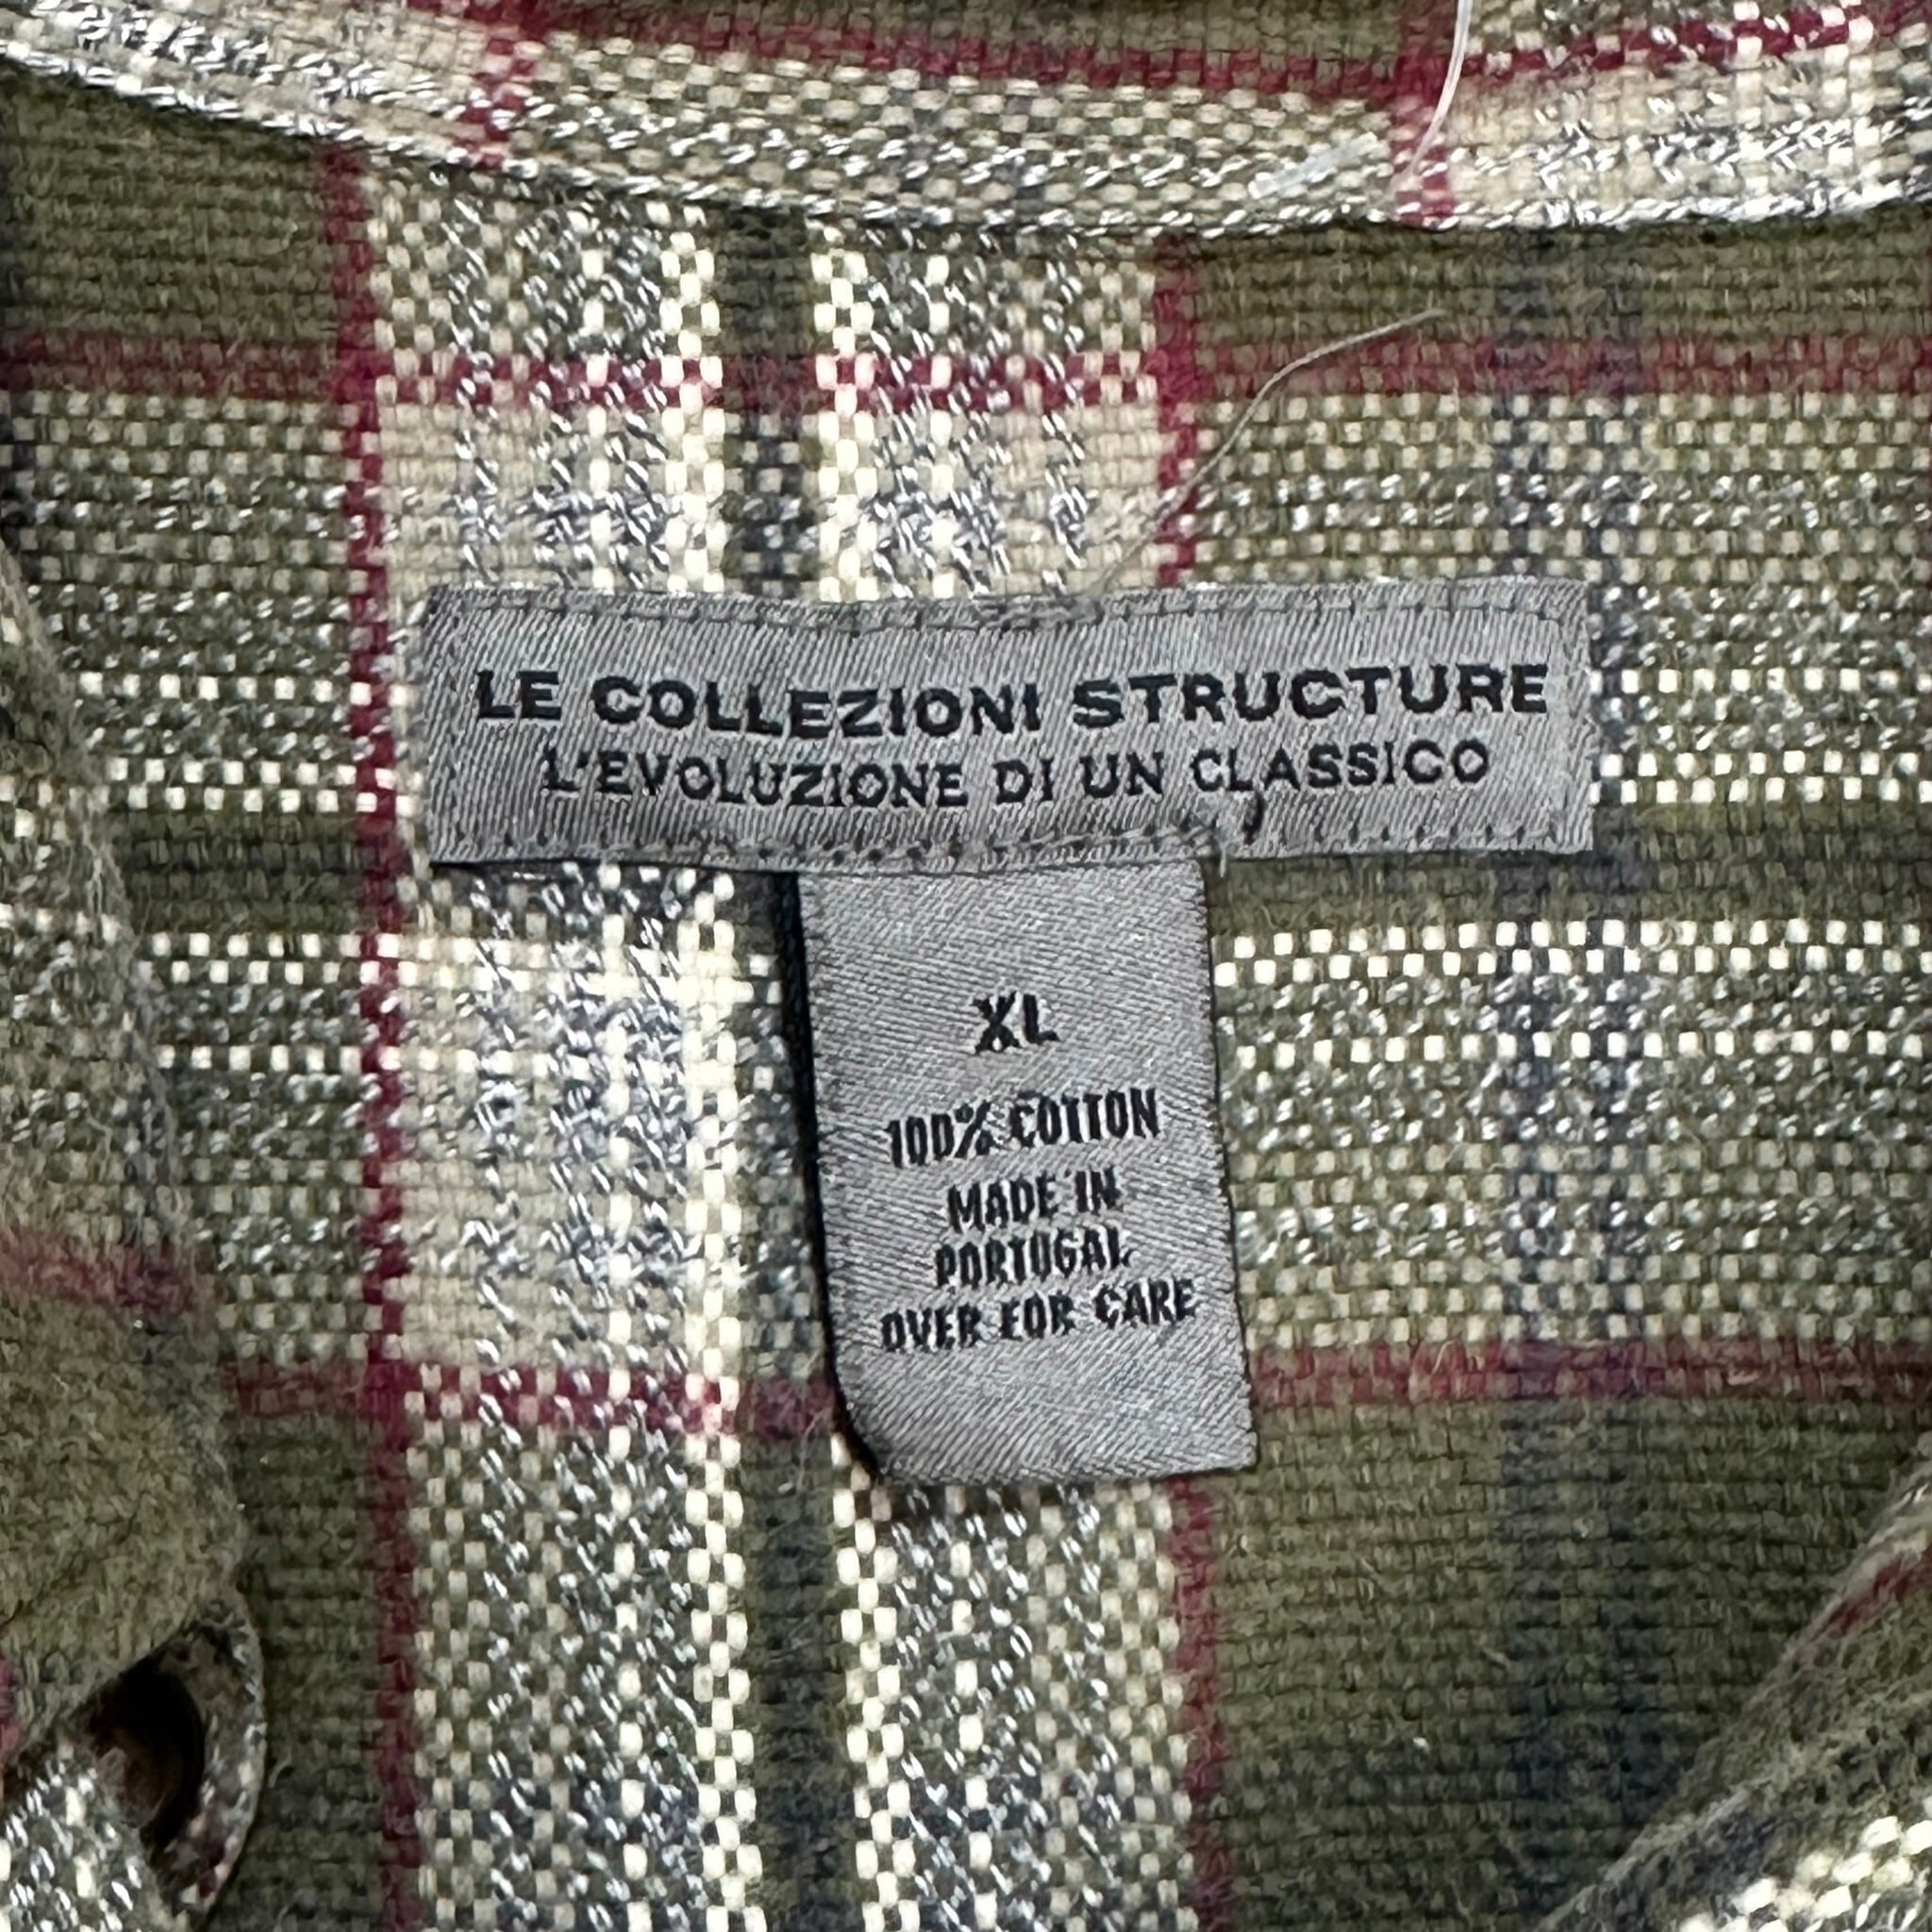 LE COLLEZIONI STRUCTURE
L'EVOLUZIONE DI UN CLASSICO
XL
100% COTTON
MADE IN
PORTUGAL
OVER FOR CARE